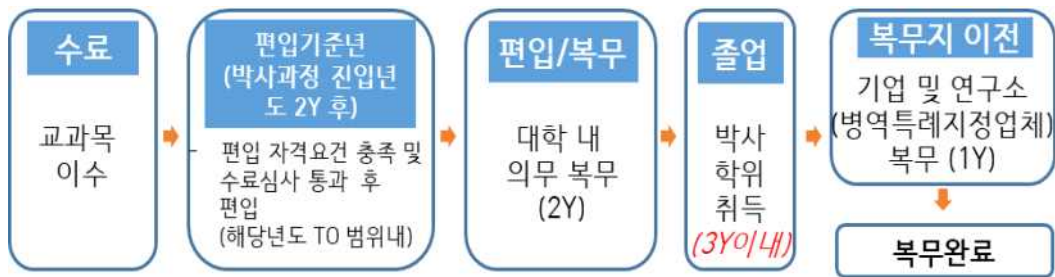 수료
교과목
이수
편입기준년
(박사과정 진입년
도 2Y 후)
- 편입 자격요건 충족 및
수료심사 통과 후
편입
(해당년도 TO 범위내)
편입/복무
대학 내
의무 복무
(2Y)
졸업
박사
학위
취득
(3Y이내)
복무지 이전
기업 및 연구소
(병역특례지정업체)
복무 (1Y)
복무완료